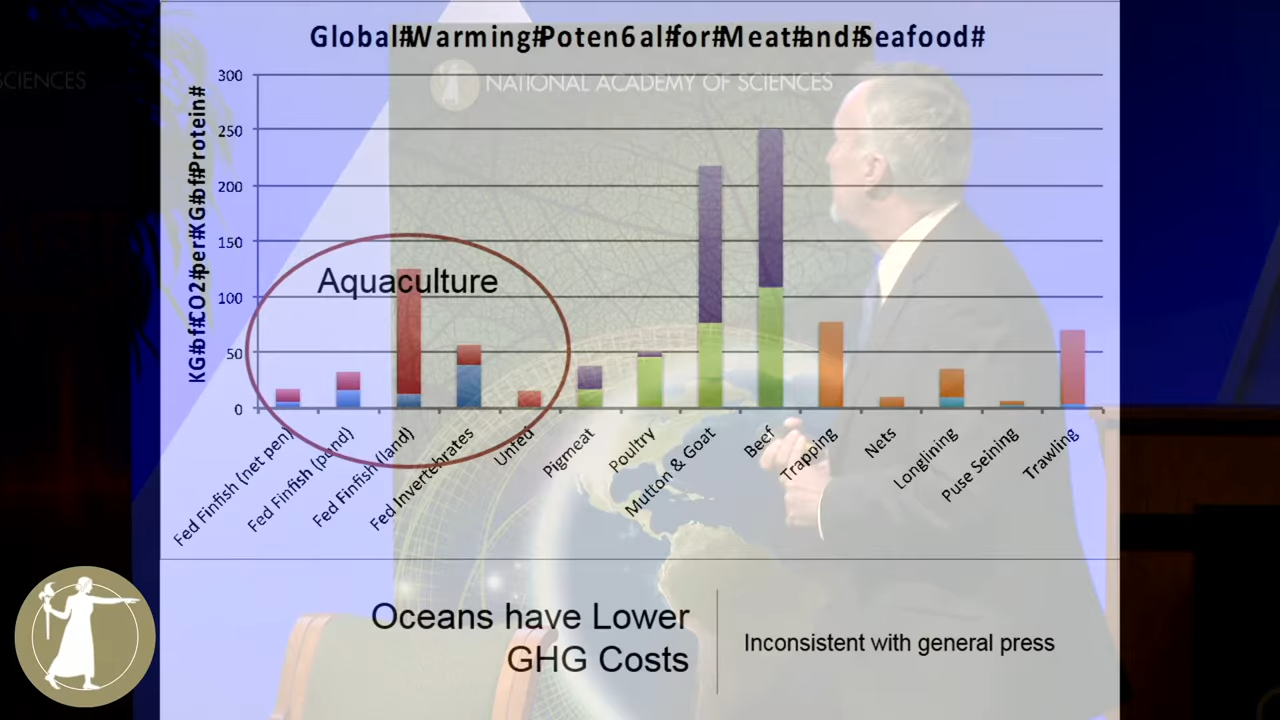 Global#Warming#Poten6al#for#Meat#and#Seafood#
SCIENCES
NATIONAL ACADEMY OF SCIENCES
KG#of#CO2#per#KG#of#Protein#
300
250
200
150
100
50
0
Aquaculture
Fed Finfish (net pen)
Fed Finfish (pond)
Fed Finfish (land)
Fed Invertebrates
Unfed
Pigmeat
Poultry
Mutton & Goat
Beef
Trapping
Nets
Longlining
Puse Seining
Trawling
Oceans have Lower
GHG Costs
Inconsistent with general press